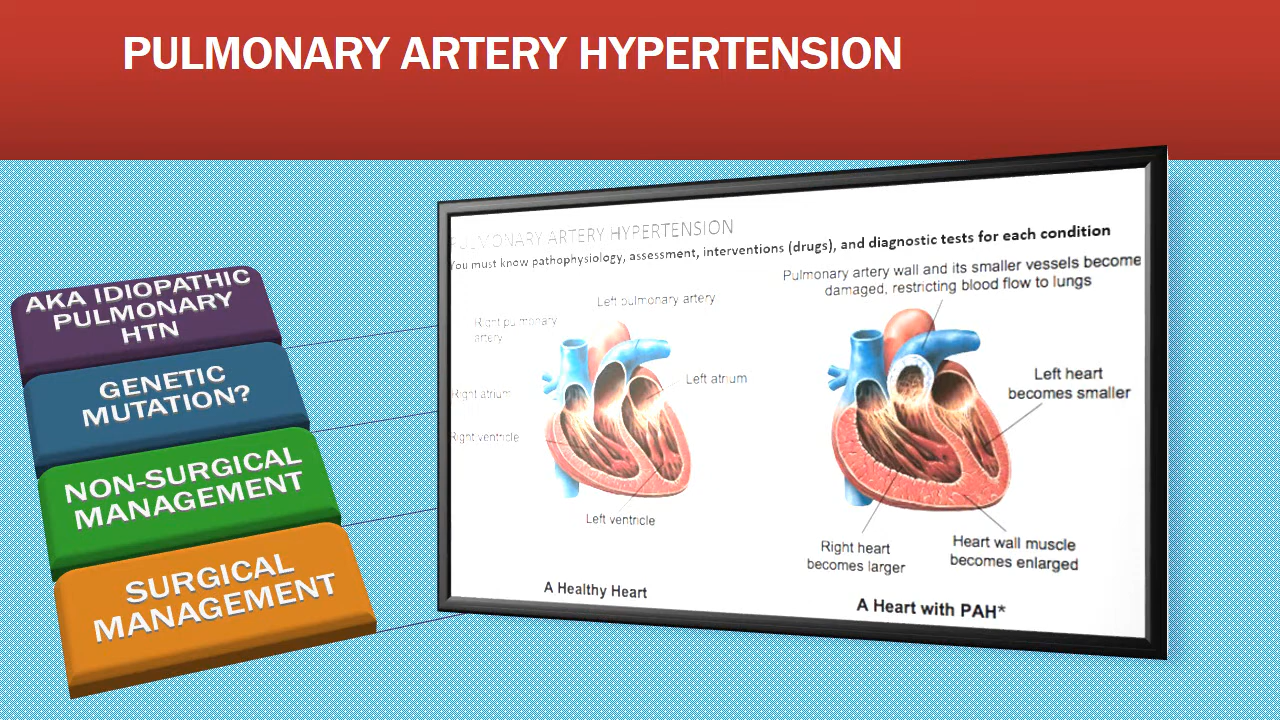 PULMONARY ARTERY HYPERTENSION
AKA IDIOPATHIC
PULMONARY
HTN
GENETIC
MUTATION?
NON-SURGICAL
MANAGEMENT
SURGICAL
MANAGEMENT
PULMONARY ARTERY HYPERTENSION
You must know pathophysiology, assessment, interventions (drugs), and diagnostic tests for each condition
Left pulmonary artery
Right pulmonary
artery
Right atrium
Left atrium
Right ventricle
Left ventricle
A Healthy Heart
Pulmonary artery wall and its smaller vessels become
damaged, restricting blood flow to lungs
Left heart
becomes smaller
Right heart
becomes larger
Heart wall muscle
becomes enlarged
A Heart with PAH*